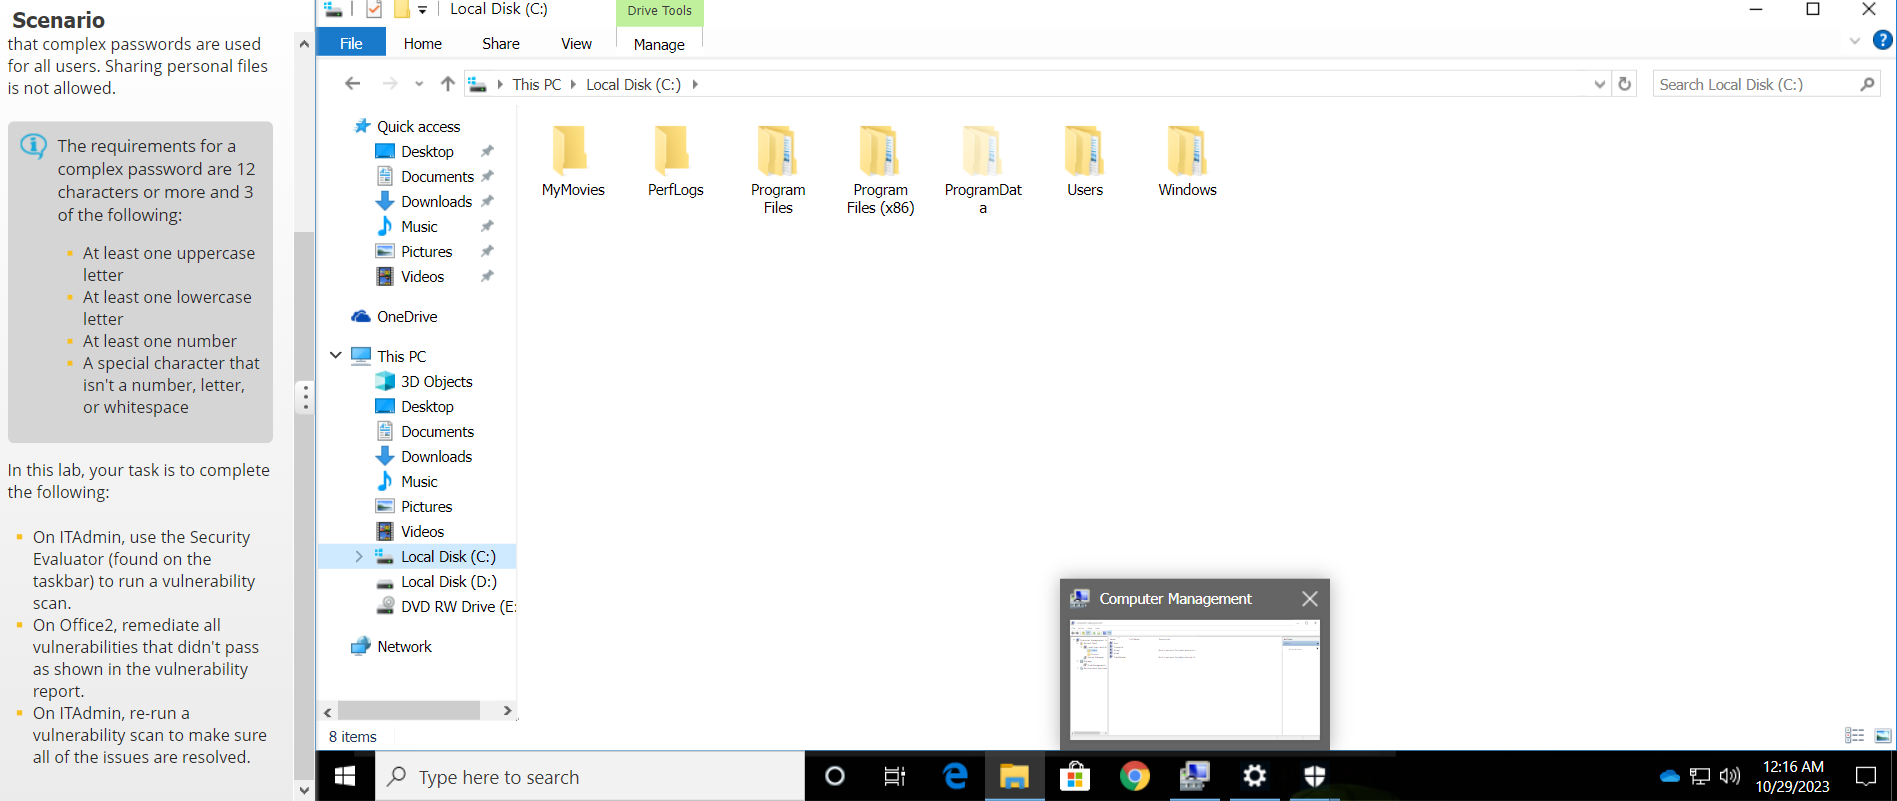 Scenario
that complex passwords are used
for all users. Sharing personal files
is not allowed.
The requirements for a
complex password are 12
characters or more and 3
of the following:
At least one uppercase
letter
At least one lowercase
letter
At least one number
A special character that
isn't a number, letter,
or whitespace
In this lab, your task is to complete
the following:
On ITAdmin, use the Security
Evaluator (found on the
taskbar) to run a vulnerability
scan.
On Office2, remediate all
vulnerabilities that didn't pass
as shown in the vulnerability
report.
On ITAdmin, re-run a
vulnerability scan to make sure
all of the issues are resolved.
Local Disk (C:)
Drive Tools
File Home Share View Manage
This PC Local Disk (C:)
Search Local Disk (C:)
Quick access
Desktop
Documents
Downloads
Music
Pictures
Videos
OneDrive
This PC
3D Objects
Desktop
Documents
Downloads
Music
Pictures
Videos
Local Disk (C:)
Local Disk (D:)
DVD RW Drive (E:
Network
MyMovies
PerfLogs
Program
Files
Program
Files (x86)
ProgramDat
a
Users
Windows
Computer Management
8 items
Type here to search
12:16 AM
10/29/2023